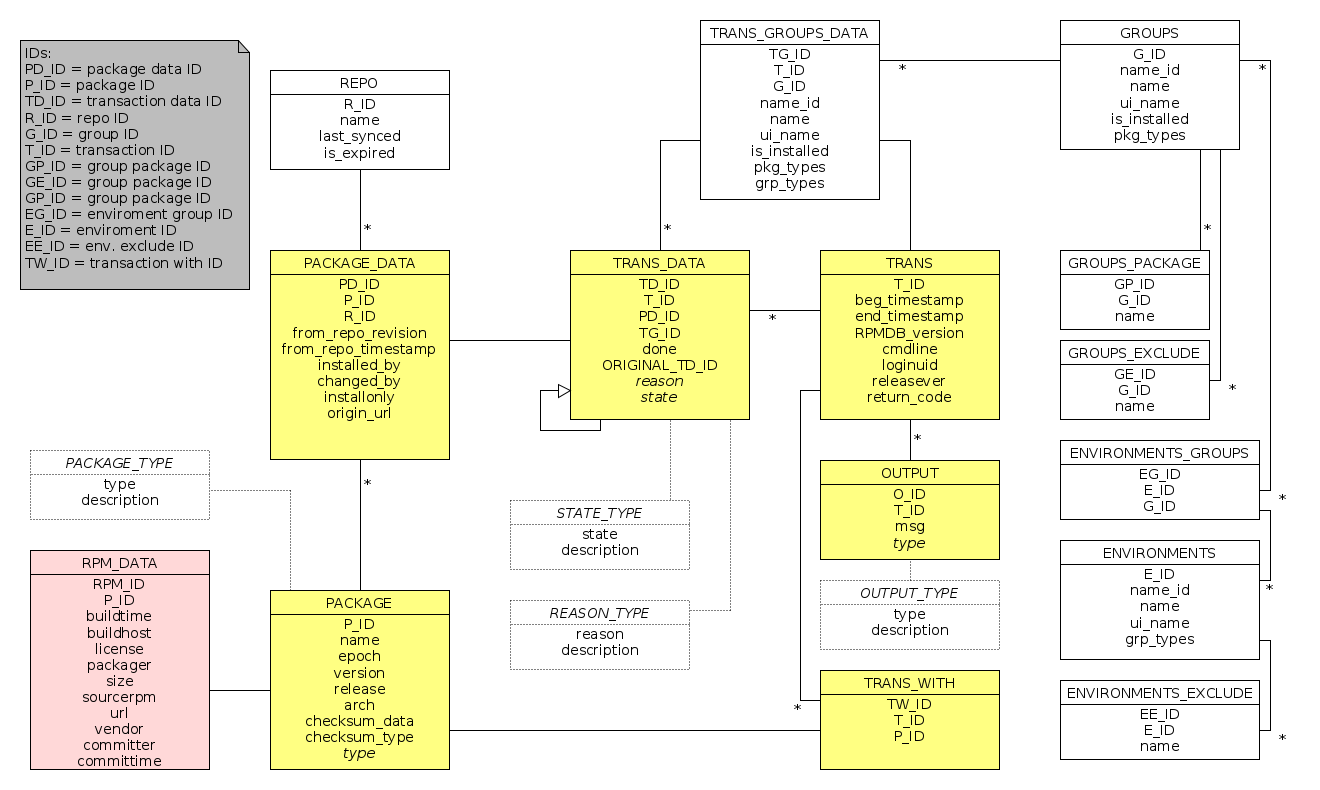 IDs:
PD_ID = package data ID
P_ID = package ID
TD_ID = transaction data ID
R_ID = repo ID
G_ID = group ID
T_ID = transaction ID
GP_ID = group package ID
GE_ID = group package ID
GP_ID = group package ID
EG_ID = enviroment group ID
E_ID = enviroment ID
EE_ID = env. exclude ID
TW_ID = transaction with ID
REPO
R_ID
name
last_synced
is_expired
*
TRANS_GROUPS_DATA
TG_ID
T_ID
G_ID
name_id
name
ui_name
is_installed
pkg_types
grp_types
*
*
GROUPS
G_ID
name_id
name
ui_name
is_installed
pkg_types
*
*
*
PACKAGE_DATA
PD_ID
P_ID
R_ID
from_repo_revision
from_repo_timestamp
installed_by
changed_by
installonly
origin_url
*
TRANS_DATA
TD_ID
T_ID
PD_ID
TG_ID
done
ORIGINAL_TD_ID
reason
state
*
TRANS
T_ID
beg_timestamp
end_timestamp
RPMDB_version
cmdline
loginuid
releasever
return_code
*
GROUPS_PACKAGE
GP_ID
G_ID
name
GROUPS_EXCLUDE
GE_ID
G_ID
name
PACKAGE_TYPE
type
description
STATE_TYPE
state
description
OUTPUT
O_ID
T_ID
msg
type
ENVIRONMENTS_GROUPS
EG_ID
E_ID
G_ID
*
RPM_DATA
RPM_ID
P_ID
buildtime
buildhost
license
packager
size
sourcerpm
url
vendor
committer
committime
PACKAGE
P_ID
name
epoch
version
release
arch
checksum_data
checksum_type
type
REASON_TYPE
reason
description
OUTPUT_TYPE
type
description
ENVIRONMENTS
E_ID
name_id
name
ui_name
grp_types
*
TRANS_WITH
TW_ID
T_ID
P_ID
*
ENVIRONMENTS_EXCLUDE
EE_ID
E_ID
name
*